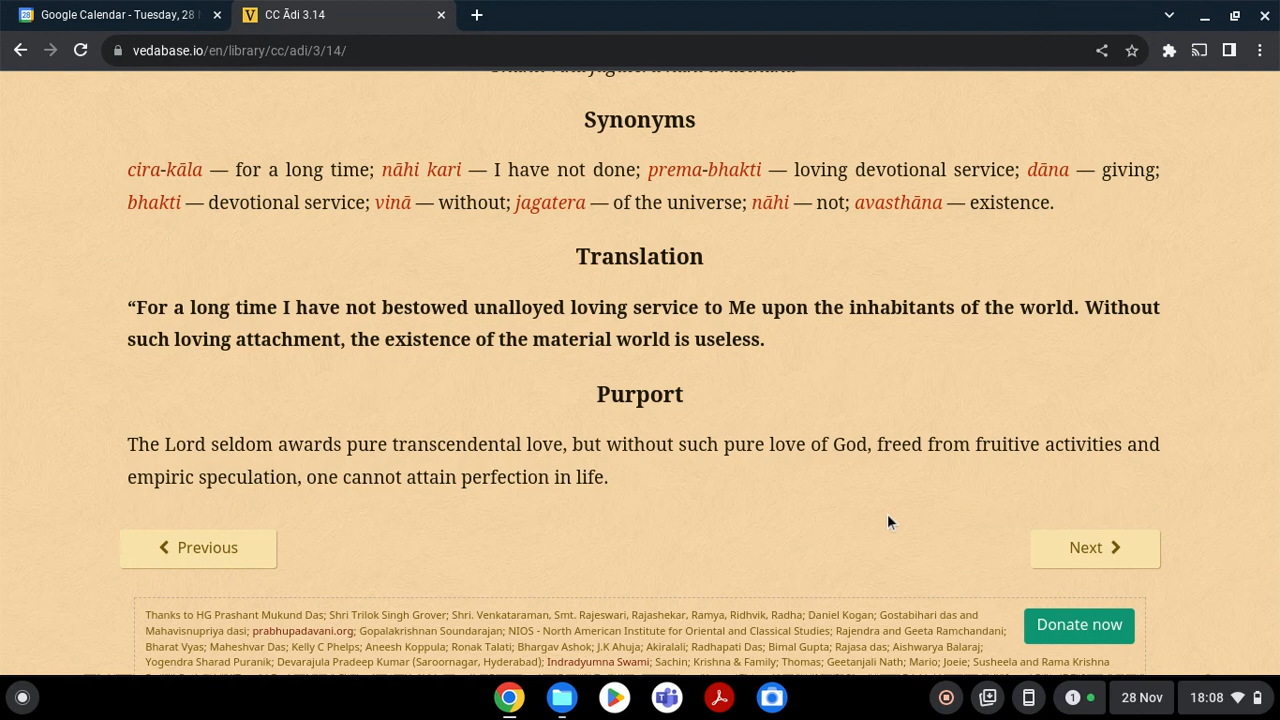 Google Calendar - Tuesday, 28
CC Ādi 3.14
vedabase.io/en/library/cc/adi/3/14/
Synonyms
cira-kāla — for a long time; nāhi kari — I have not done; prema-bhakti — loving devotional service; dāna — giving;
bhakti — devotional service; vinā — without; jagatera — of the universe; nāhi — not; avasthāna — existence.
Translation
“For a long time I have not bestowed unalloyed loving service to Me upon the inhabitants of the world. Without
such loving attachment, the existence of the material world is useless.
Purport
The Lord seldom awards pure transcendental love, but without such pure love of God, freed from fruitive activities and
empiric speculation, one cannot attain perfection in life.
Previous
Next
Thanks to HG Prashant Mukund Das; Shri Trilok Singh Grover; Shri. Venkataraman, Smt. Rajeswari, Rajashekar, Ramya, Ridhvik, Radha; Daniel Kogan; Gostabihari das and
Mahavisnupriya dasi; prabhupadavani.org; Gopalakrishnan Soundarajan; NIOS - North American Institute for Oriental and Classical Studies; Rajendra and Geeta Ramchandani;
Bharat Vyas; Maheshvar Das; Kelly C Phelps; Aneesh Koppula; Ronak Talati; Bhargav Ashok; J.K Ahuja; Akiralali; Radhapati Das; Bimal Gupta; Rajasa das; Aishwarya Balaraj;
Yogendra Sharad Puranik; Devarajula Pradeep Kumar (Saroornagar, Hyderabad); Indradyumna Swami; Sachin; Krishna & Family; Thomas; Geetanjali Nath; Mario; Joeie; Susheela and Rama Krishna
Donate now
1
28 Nov
18:08